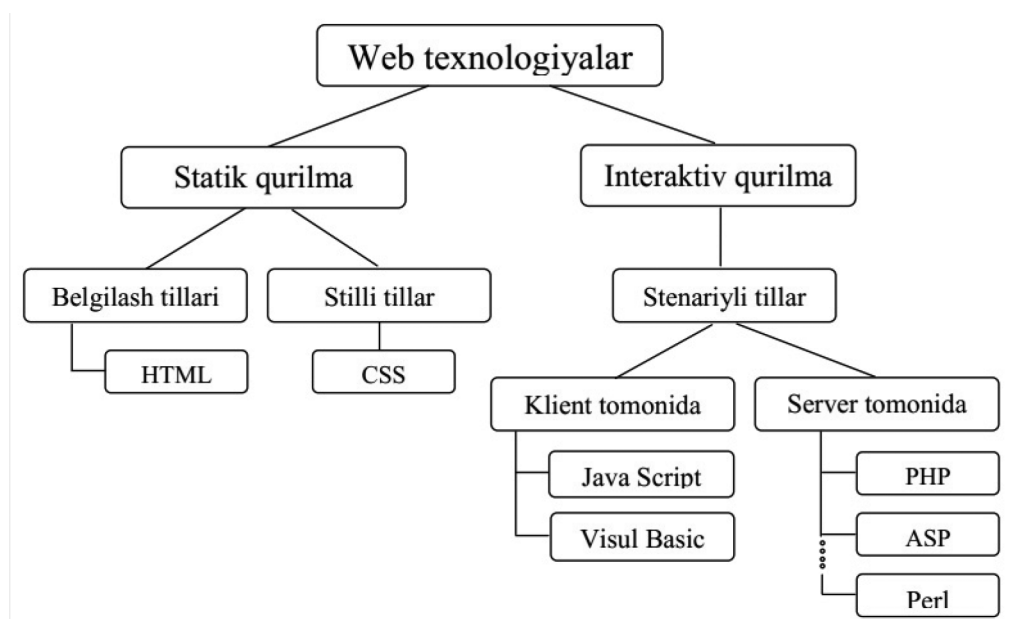 Web texnologiyalar
Statik qurilma
Interaktiv qurilma
Belgilash tillari
Stilli tillar
Stenariyli tillar
HTML
CSS
Klient tomonida
Server tomonida
Java Script
PHP
Visul Basic
ASP
Perl